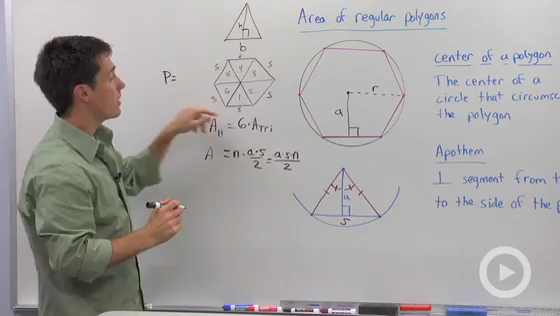 Area of regular polygons
h
b
P=
s s
s 5 4 3 s
6 1 2
s s
A_H = 6·A_Tri
A = n·a·s/2 = a·s·n/2
r
a
r r
a
s
center of a polygon
The center of a
circle that circumsc
the polygon
Apothem
⊥ segment from t
to the side of the p